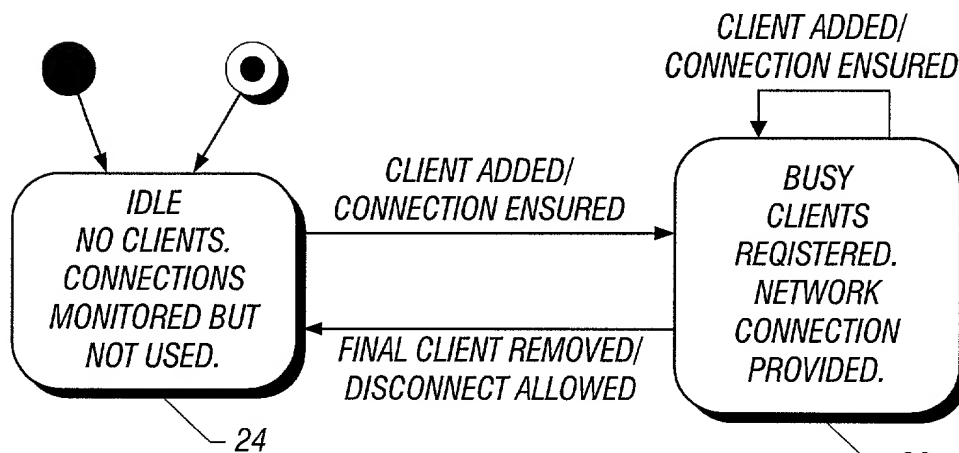 CLIENT ADDED/
CONNECTION ENSURED
IDLE
NO CLIENTS.
CONNECTIONS
MONITORED BUT
NOT USED.
CLIENT ADDED/
CONNECTION ENSURED
FINAL CLIENT REMOVED/
DISCONNECT ALLOWED
BUSY
CLIENTS
REQISTERED.
NETWORK
CONNECTION
PROVIDED.
24